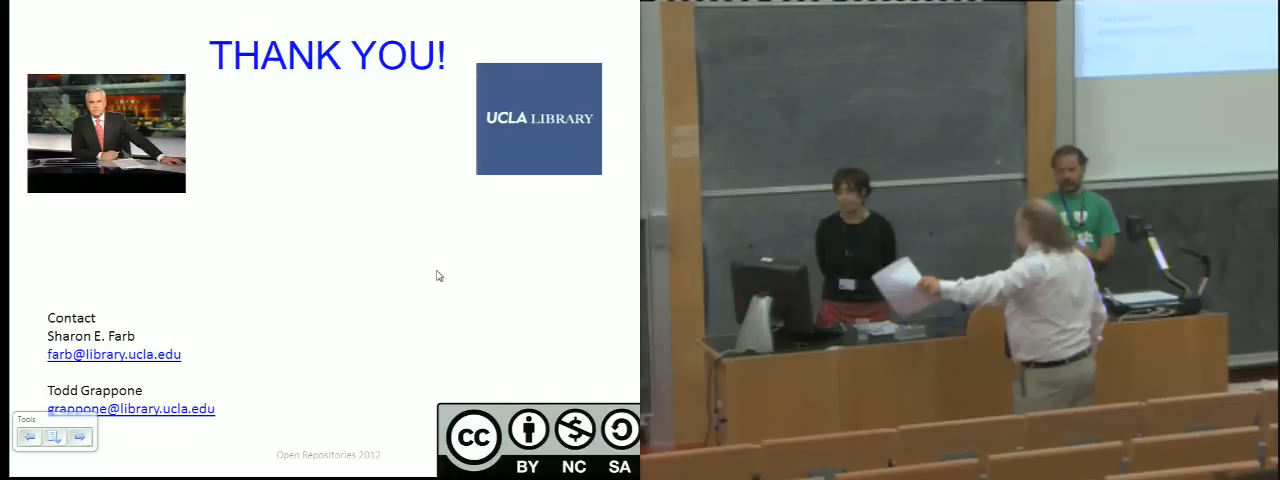 THANK YOU!
UCLA LIBRARY
Contact
Sharon E. Farb
farb@library.ucla.edu
Todd Grappone
grappone@library.ucla.edu
Tools
Open Repositories 2012
cc
BY NC SA